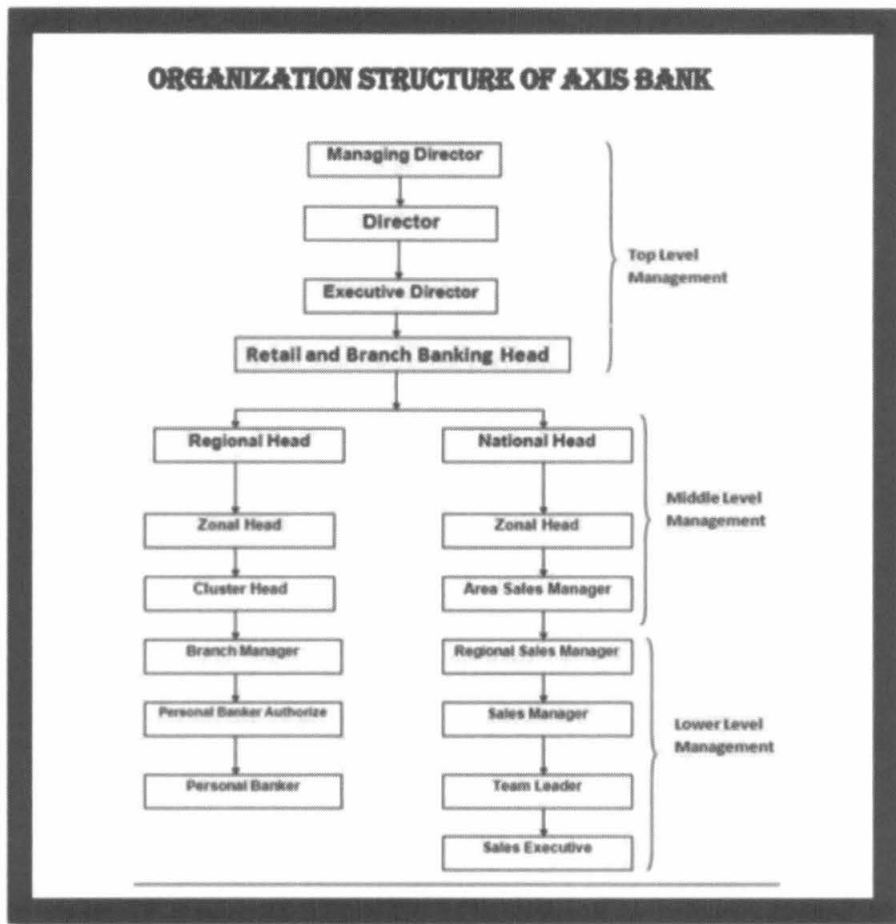 ORGANIZATION STRUCTURE OF AXIS BANK
Managing Director
Director
Executive Director
Retail and Branch Banking Head
Top Level
Management
Regional Head
National Head
Zonal Head
Zonal Head
Cluster Head
Area Sales Manager
Middle Level
Management
Branch Manager
Regional Sales Manager
Personal Banker Authorize
Sales Manager
Personal Banker
Team Leader
Sales Executive
Lower Level
Management